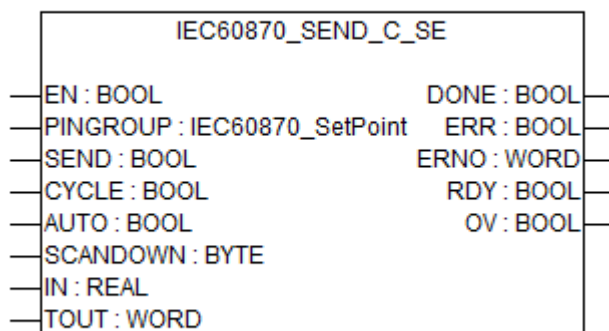 IEC60870_SEND_C_SE
EN : BOOL DONE : BOOL
PINGROUP : IEC60870_SetPoint ERR : BOOL
SEND : BOOL ERNO : WORD
CYCLE : BOOL RDY : BOOL
AUTO : BOOL OV : BOOL
SCANDOWN : BYTE
IN : REAL
TOUT : WORD